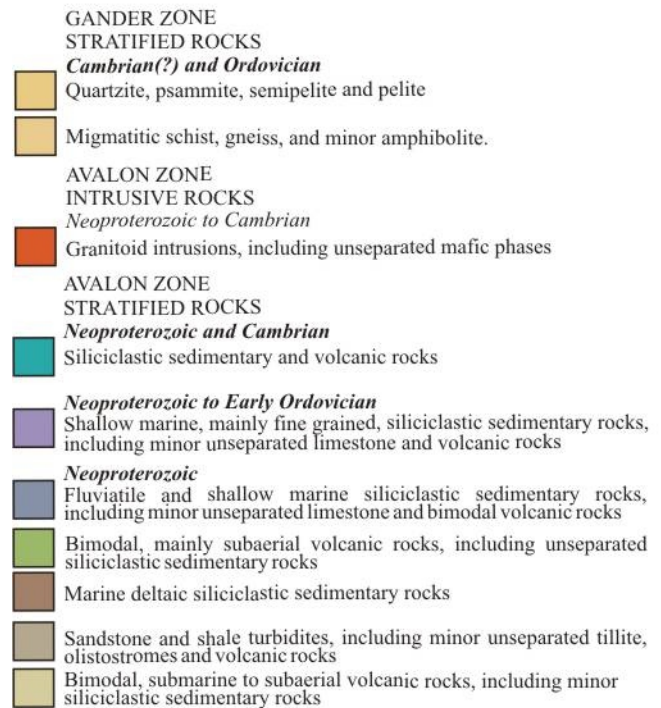 GANDER ZONE
STRATIFIED ROCKS
Cambrian(?) and Ordovician
Quartzite, psammite, semipelite and pelite
Migmatitic schist, gneiss, and minor amphibolite.
AVALON ZONE
INTRUSIVE ROCKS
Neoproterozoic to Cambrian
Granitoid intrusions, including unseparated mafic phases
AVALON ZONE
STRATIFIED ROCKS
Neoproterozoic and Cambrian
Siliciclastic sedimentary and volcanic rocks
Neoproterozoic to Early Ordovician
Shallow marine, mainly fine grained, siliciclastic sedimentary rocks,
including minor unseparated limestone and volcanic rocks
Neoproterozoic
Fluviatile and shallow marine siliciclastic sedimentary rocks,
including minor unseparated limestone and bimodal volcanic rocks
Bimodal, mainly subaerial volcanic rocks, including unseparated
siliciclastic sedimentary rocks
Marine deltaic siliciclastic sedimentary rocks
Sandstone and shale turbidites, including minor unseparated tillite,
olistostromes and volcanic rocks
Bimodal, submarine to subaerial volcanic rocks, including minor
siliciclastic sedimentary rocks